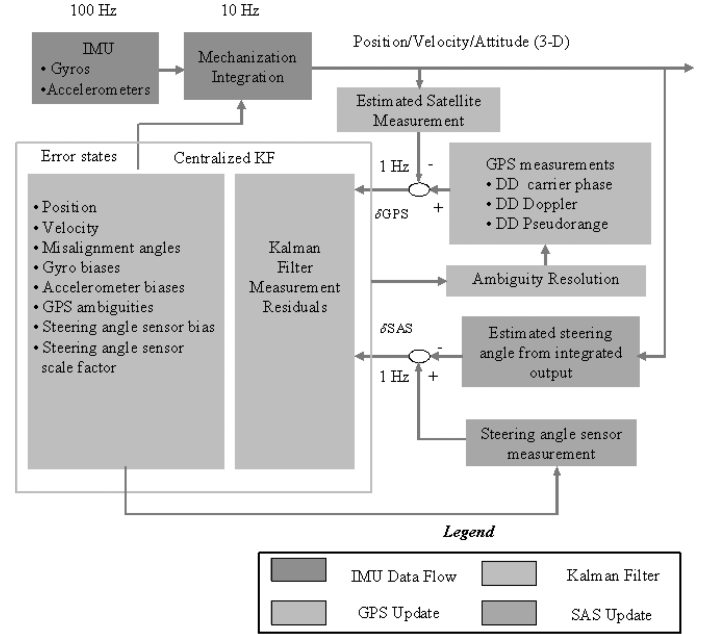 100 Hz
10 Hz
IMU
• Gyros
• Accelerometers
Mechanization
Integration
Position/Velocity/Attitude (3-D)
Estimated Satellite
Measurement
Error states
Centralized KF
1 Hz
-
+
δGPS
GPS measurements
• DD carrier phase
• DD Doppler
• DD Pseudorange
• Position
• Velocity
• Misalignment angles
• Gyro biases
• Accelerometer biases
• GPS ambiguities
• Steering angle sensor bias
• Steering angle sensor
scale factor
Kalman
Filter
Measurement
Residuals
Ambiguity Resolution
δSAS
-
1 Hz
+
Estimated steering
angle from integrated
output
Steering angle sensor
measurement
Legend
IMU Data Flow
Kalman Filter
GPS Update
SAS Update